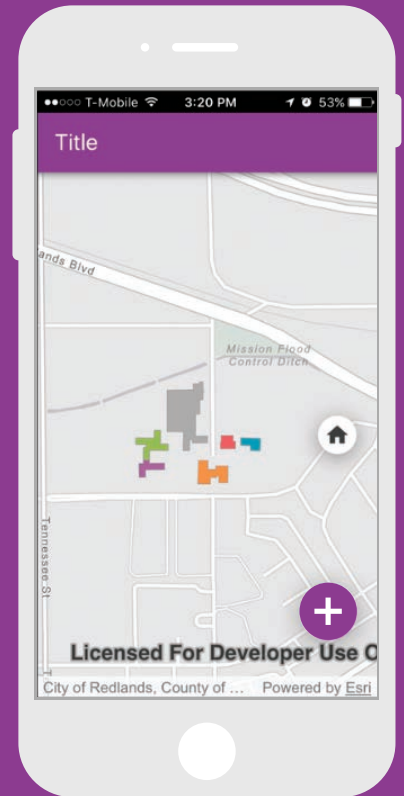 T-Mobile 3:20 PM 53%
Title
ands Blvd
Mission Flood
Control Ditch
Tennessee St
Licensed For Developer Use O
City of Redlands, County of ... Powered by Esri